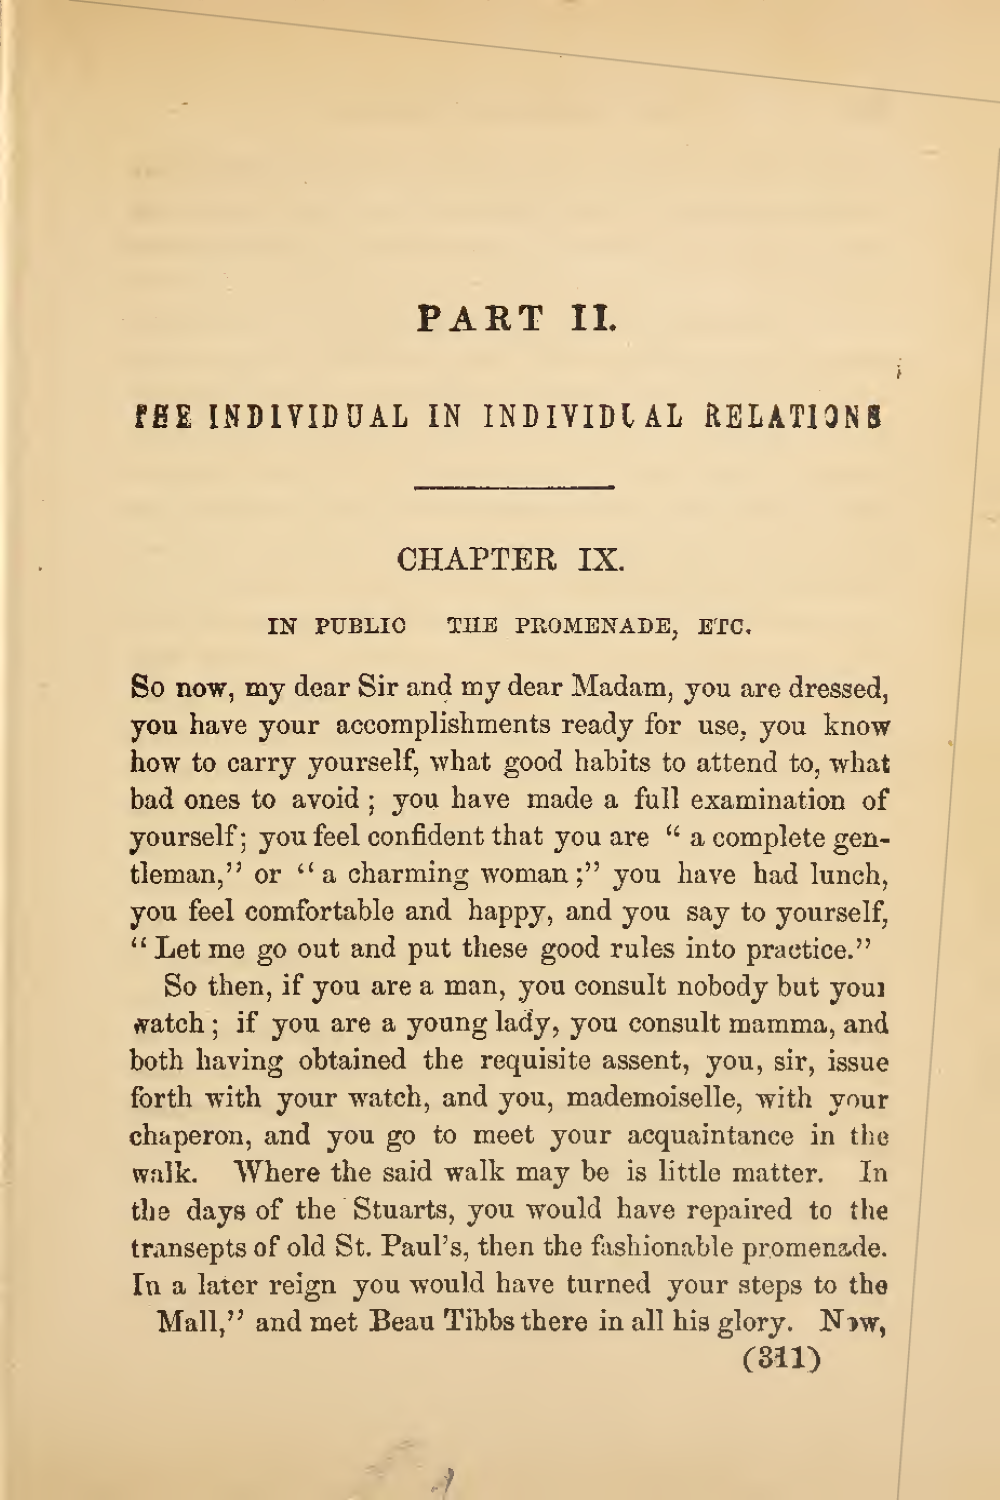 PART II.
THE INDIVIDUAL IN INDIVIDUAL RELATIONS
CHAPTER IX.
IN PUBLIC THE PROMENADE, ETC.
So now, my dear Sir and my dear Madam, you are dressed,
you have your accomplishments ready for use, you know
how to carry yourself, what good habits to attend to, what
bad ones to avoid ; you have made a full examination of
yourself; you feel confident that you are “ a complete gen-
tleman,” or “ a charming woman ;” you have had lunch,
you feel comfortable and happy, and you say to yourself,
“ Let me go out and put these good rules into practice.”
So then, if you are a man, you consult nobody but your
watch ; if you are a young lady, you consult mamma, and
both having obtained the requisite assent, you, sir, issue
forth with your watch, and you, mademoiselle, with your
chaperon, and you go to meet your acquaintance in the
walk. Where the said walk may be is little matter. In
the days of the Stuarts, you would have repaired to the
transepts of old St. Paul’s, then the fashionable promenade.
In a later reign you would have turned your steps to the
Mall,” and met Beau Tibbs there in all his glory. Now,
(311)